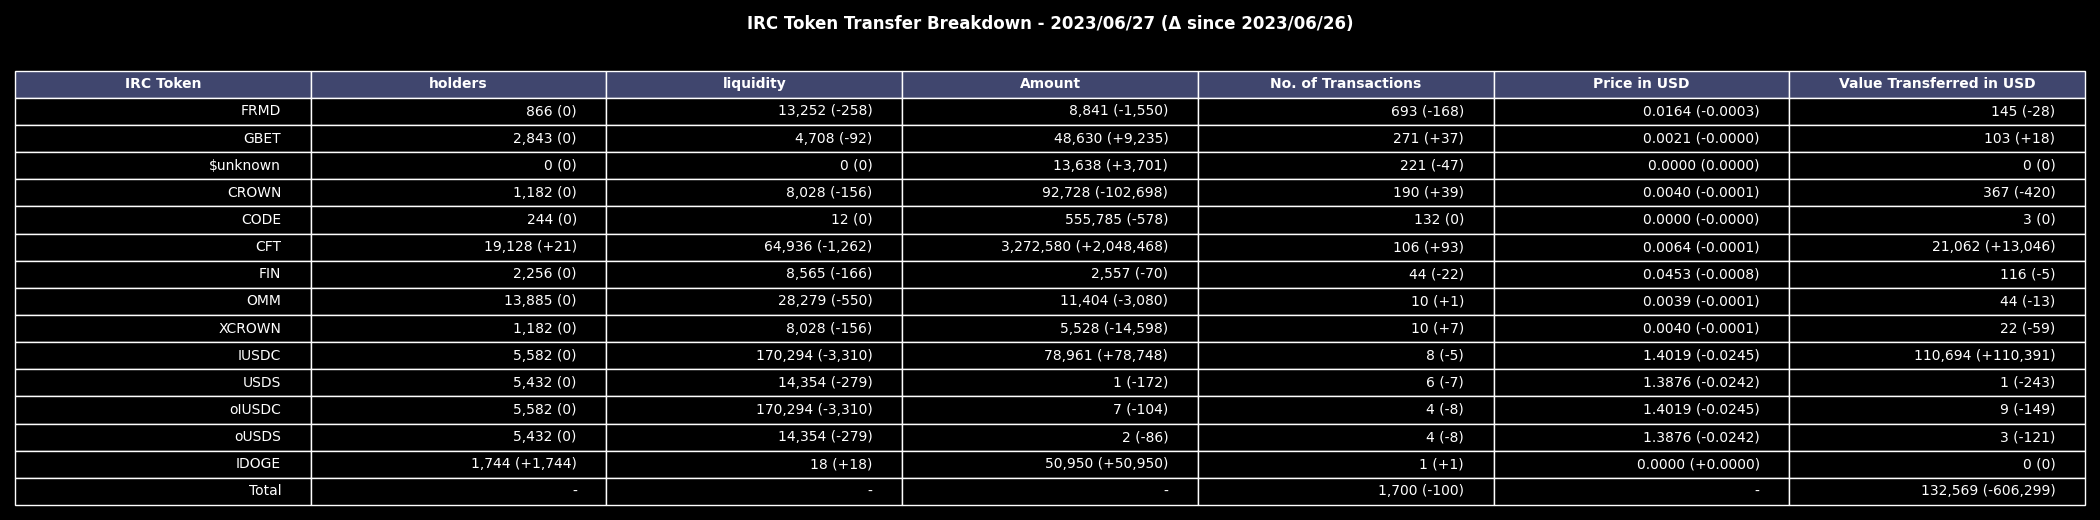 IRC Token Transfer Breakdown - 2023/06/27 (Δ since 2023/06/26)
IRC Token holders liquidity Amount No. of Transactions Price in USD Value Transferred in USD
FRMD 866 (0) 13,252 (-258) 8,841 (-1,550) 693 (-168) 0.0164 (-0.0003) 145 (-28)
GBET 2,843 (0) 4,708 (-92) 48,630 (+9,235) 271 (+37) 0.0021 (-0.0000) 103 (+18)
$unknown 0 (0) 0 (0) 13,638 (+3,701) 221 (-47) 0.0000 (0.0000) 0 (0)
CROWN 1,182 (0) 8,028 (-156) 92,728 (-102,698) 190 (+39) 0.0040 (-0.0001) 367 (-420)
CODE 244 (0) 12 (0) 555,785 (-578) 132 (0) 0.0000 (-0.0000) 3 (0)
CFT 19,128 (+21) 64,936 (-1,262) 3,272,580 (+2,048,468) 106 (+93) 0.0064 (-0.0001) 21,062 (+13,046)
FIN 2,256 (0) 8,565 (-166) 2,557 (-70) 44 (-22) 0.0453 (-0.0008) 116 (-5)
OMM 13,885 (0) 28,279 (-550) 11,404 (-3,080) 10 (+1) 0.0039 (-0.0001) 44 (-13)
XCROWN 1,182 (0) 8,028 (-156) 5,528 (-14,598) 10 (+7) 0.0040 (-0.0001) 22 (-59)
IUSDC 5,582 (0) 170,294 (-3,310) 78,961 (+78,748) 8 (-5) 1.4019 (-0.0245) 110,694 (+110,391)
USDS 5,432 (0) 14,354 (-279) 1 (-172) 6 (-7) 1.3876 (-0.0242) 1 (-243)
oIUSDC 5,582 (0) 170,294 (-3,310) 7 (-104) 4 (-8) 1.4019 (-0.0245) 9 (-149)
oUSDS 5,432 (0) 14,354 (-279) 2 (-86) 4 (-8) 1.3876 (-0.0242) 3 (-121)
IDOGE 1,744 (+1,744) 18 (+18) 50,950 (+50,950) 1 (+1) 0.0000 (+0.0000) 0 (0)
Total - - - 1,700 (-100) - 132,569 (-606,299)